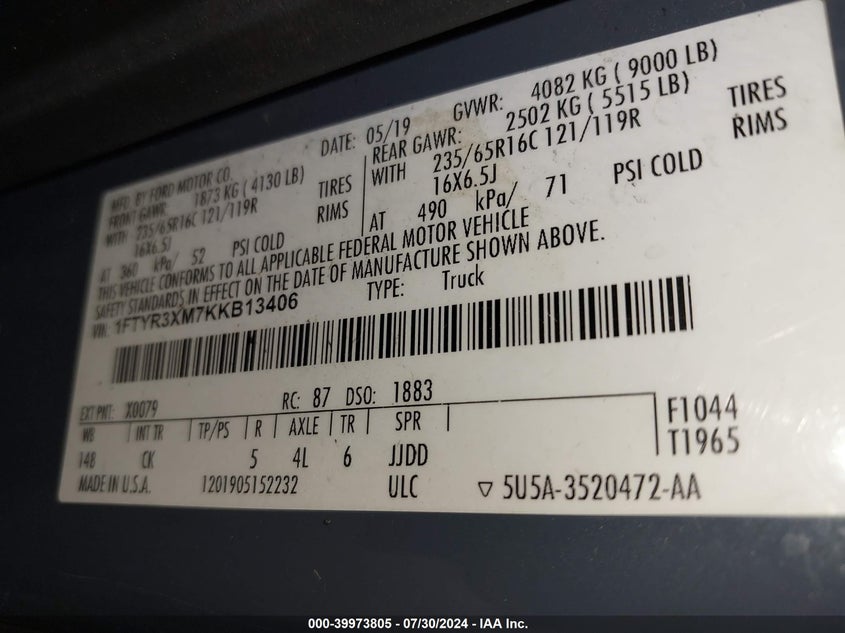 MFD. BY FORD MOTOR CO.
DATE: 05/19 GVWR: 4082 KG ( 9000 LB)
FRONT GAWR: 1873 KG ( 4130 LB)
REAR GAWR: 2502 KG ( 5515 LB)
WITH 235/65R16C 121/119R TIRES
WITH 235/65R16C 121/119R TIRES
16X6.5J RIMS
16X6.5J RIMS
AT 360 kPa/ 52 PSI COLD
AT 490 kPa/ 71 PSI COLD
THIS VEHICLE CONFORMS TO ALL APPLICABLE FEDERAL MOTOR VEHICLE
SAFETY STANDARDS IN EFFECT ON THE DATE OF MANUFACTURE SHOWN ABOVE.
VIN: 1FTYR3XM7KKB13406 TYPE: Truck
EXT PNT: X0079 RC: 87 DSO: 1883
WB INT TR TP/PS R AXLE TR SPR F1044
148 CK 5 4L 6 JJDD T1965
MADE IN U.S.A. 1201905152232 ULC ▽ 5U5A-3520472-AA
000-39973805 - 07/30/2024 - IAA Inc.